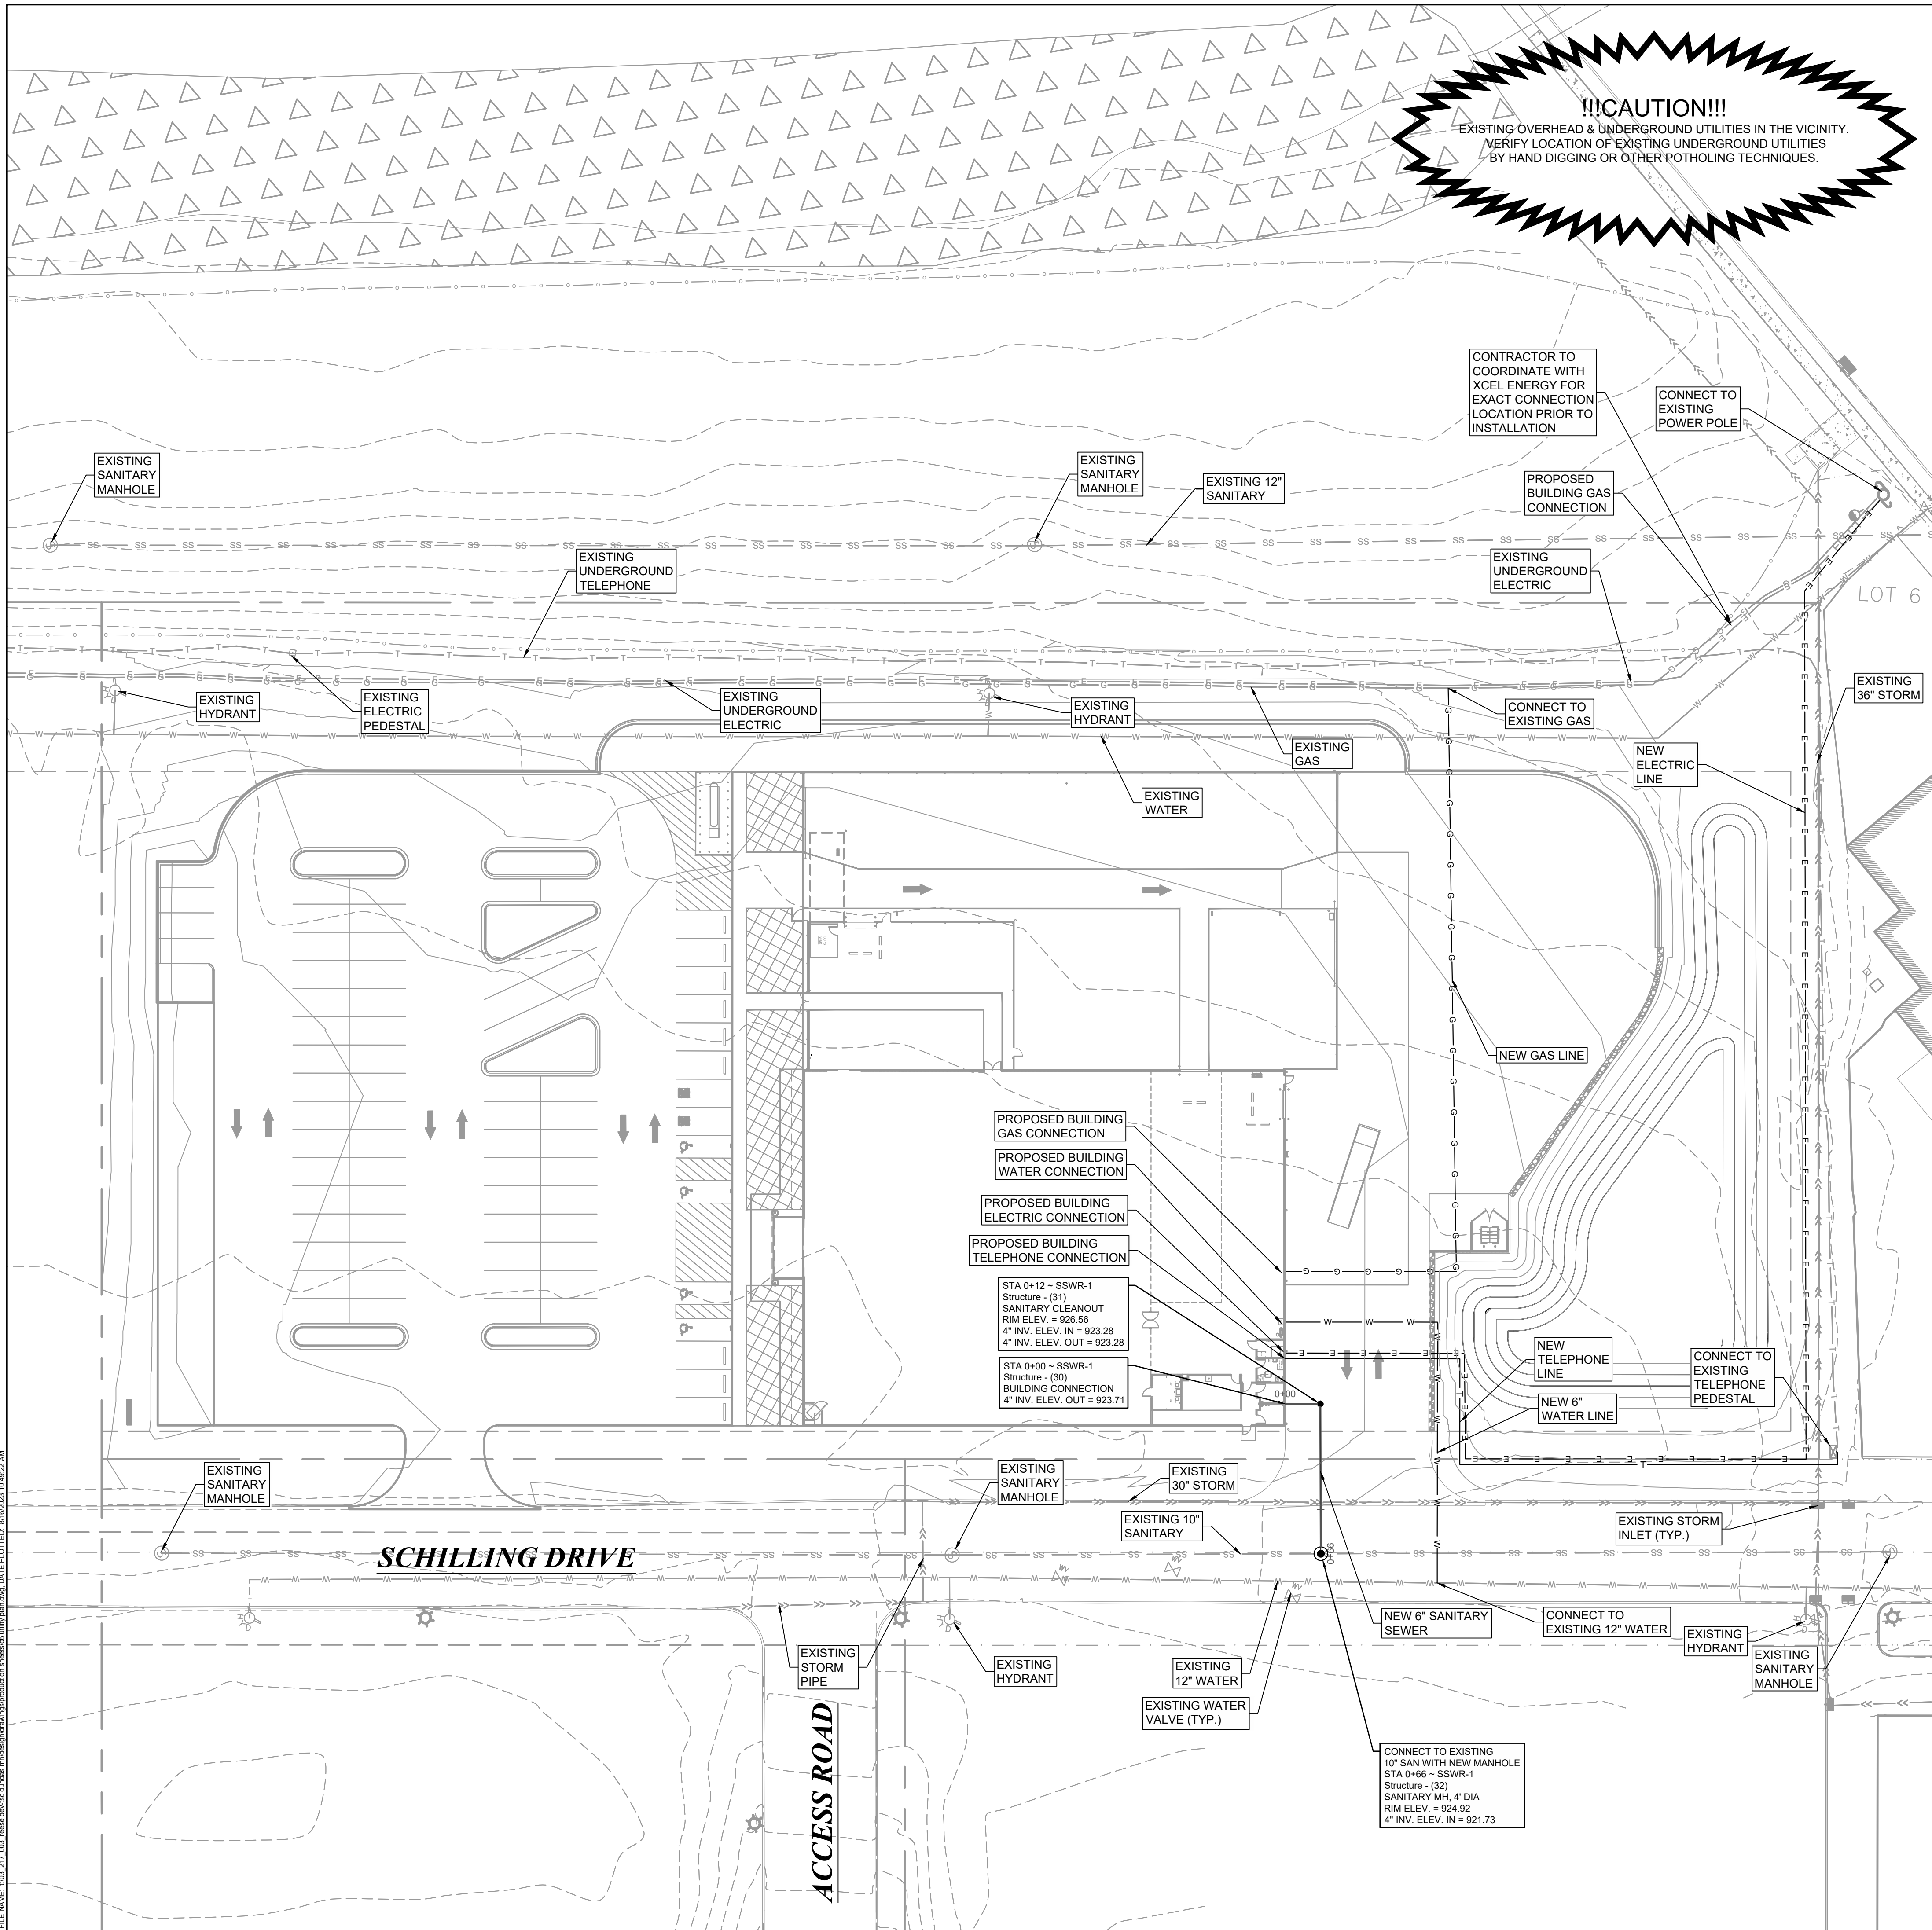 !!!CAUTION!!!
EXISTING OVERHEAD & UNDERGROUND UTILITIES IN THE VICINITY.
VERIFY LOCATION OF EXISTING UNDERGROUND UTILITIES
BY HAND DIGGING OR OTHER POTHOLING TECHNIQUES.
CONTRACTOR TO
COORDINATE WITH
XCEL ENERGY FOR
EXACT CONNECTION
LOCATION PRIOR TO
INSTALLATION
CONNECT TO
EXISTING
POWER POLE
EXISTING
SANITARY
MANHOLE
EXISTING
SANITARY
MANHOLE
EXISTING 12"
SANITARY
PROPOSED
BUILDING GAS
CONNECTION
EXISTING
UNDERGROUND
TELEPHONE
EXISTING
UNDERGROUND
ELECTRIC
LOT 6
EXISTING
HYDRANT
EXISTING
ELECTRIC
PEDESTAL
EXISTING
UNDERGROUND
ELECTRIC
EXISTING
HYDRANT
CONNECT TO
EXISTING GAS
EXISTING
36" STORM
EXISTING
GAS
NEW
ELECTRIC
LINE
EXISTING
WATER
NEW GAS LINE
PROPOSED BUILDING
GAS CONNECTION
PROPOSED BUILDING
WATER CONNECTION
PROPOSED BUILDING
ELECTRIC CONNECTION
PROPOSED BUILDING
TELEPHONE CONNECTION
STA 0+12 ~ SSWR-1
Structure - (31)
SANITARY CLEANOUT
RIM ELEV. = 926.56
4" INV. ELEV. IN = 923.28
4" INV. ELEV. OUT = 923.28
STA 0+00 ~ SSWR-1
Structure - (30)
BUILDING CONNECTION
4" INV. ELEV. OUT = 923.71
0+00
NEW
TELEPHONE
LINE
CONNECT TO
EXISTING
TELEPHONE
PEDESTAL
NEW 6"
WATER LINE
EXISTING
SANITARY
MANHOLE
EXISTING
SANITARY
MANHOLE
EXISTING
30" STORM
EXISTING 10"
SANITARY
EXISTING STORM
INLET (TYP.)
SCHILLING DRIVE
0+66
NEW 6" SANITARY
SEWER
CONNECT TO
EXISTING 12" WATER
EXISTING
HYDRANT
EXISTING
SANITARY
MANHOLE
EXISTING
STORM
PIPE
EXISTING
HYDRANT
EXISTING
12" WATER
EXISTING WATER
VALVE (TYP.)
ACCESS ROAD
CONNECT TO EXISTING
10" SAN WITH NEW MANHOLE
STA 0+66 ~ SSWR-1
Structure - (32)
SANITARY MH, 4' DIA
RIM ELEV. = 924.92
4" INV. ELEV. IN = 921.73